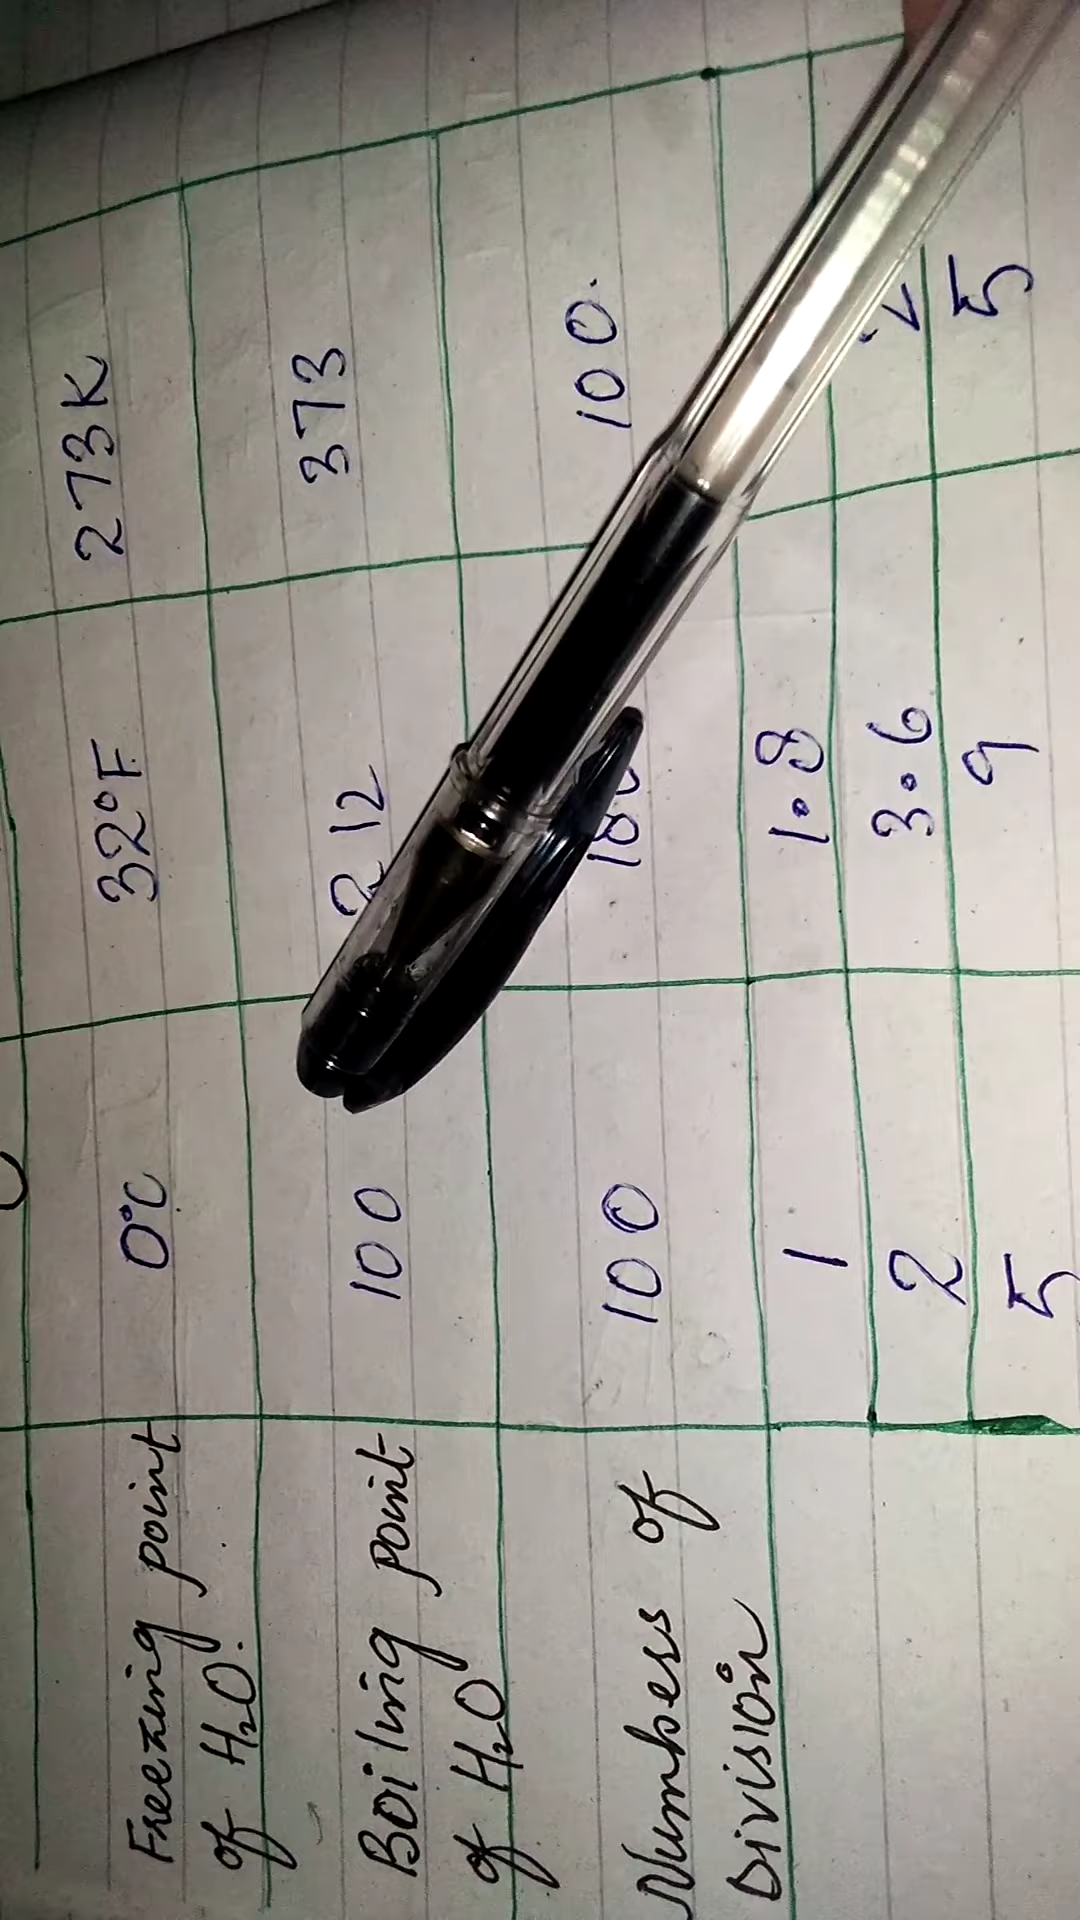 Freezing point of H₂O. 0°C 32°F 273K
Boiling point of H₂O 100 212 373
Numbers of Division 100 100.
1 1.8
2 3.6
5 9 5